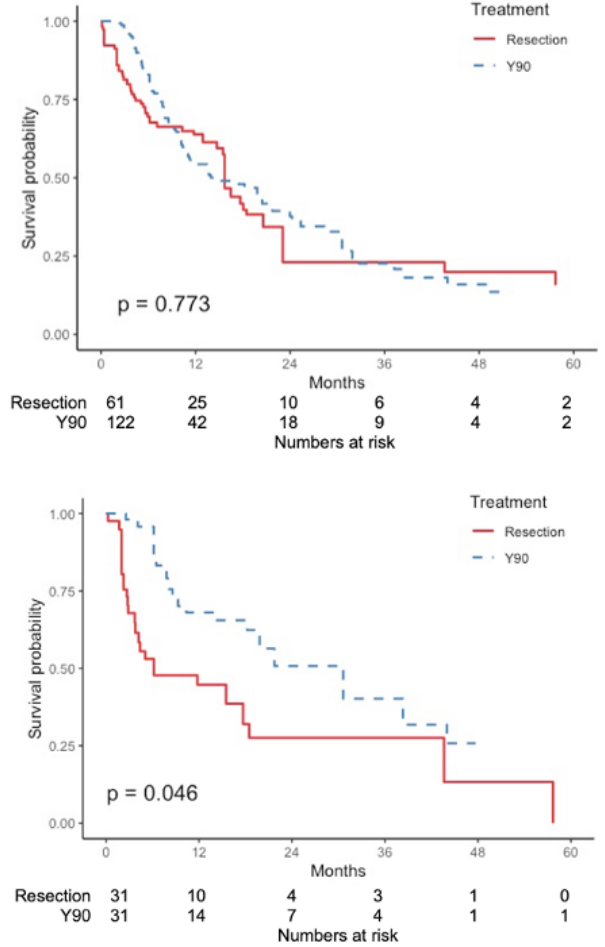 Treatment
Resection
Y90
1.00
0.75
0.50
0.25
0.00
Survival probability
p = 0.773
0 12 24 36 48 60
Months
Resection 61 25 10 6 4 2
Y90 122 42 18 9 4 2
Numbers at risk
Treatment
Resection
Y90
1.00
0.75
0.50
0.25
0.00
Survival probability
p = 0.046
0 12 24 36 48 60
Months
Resection 31 10 4 3 1 0
Y90 31 14 7 4 1 1
Numbers at risk